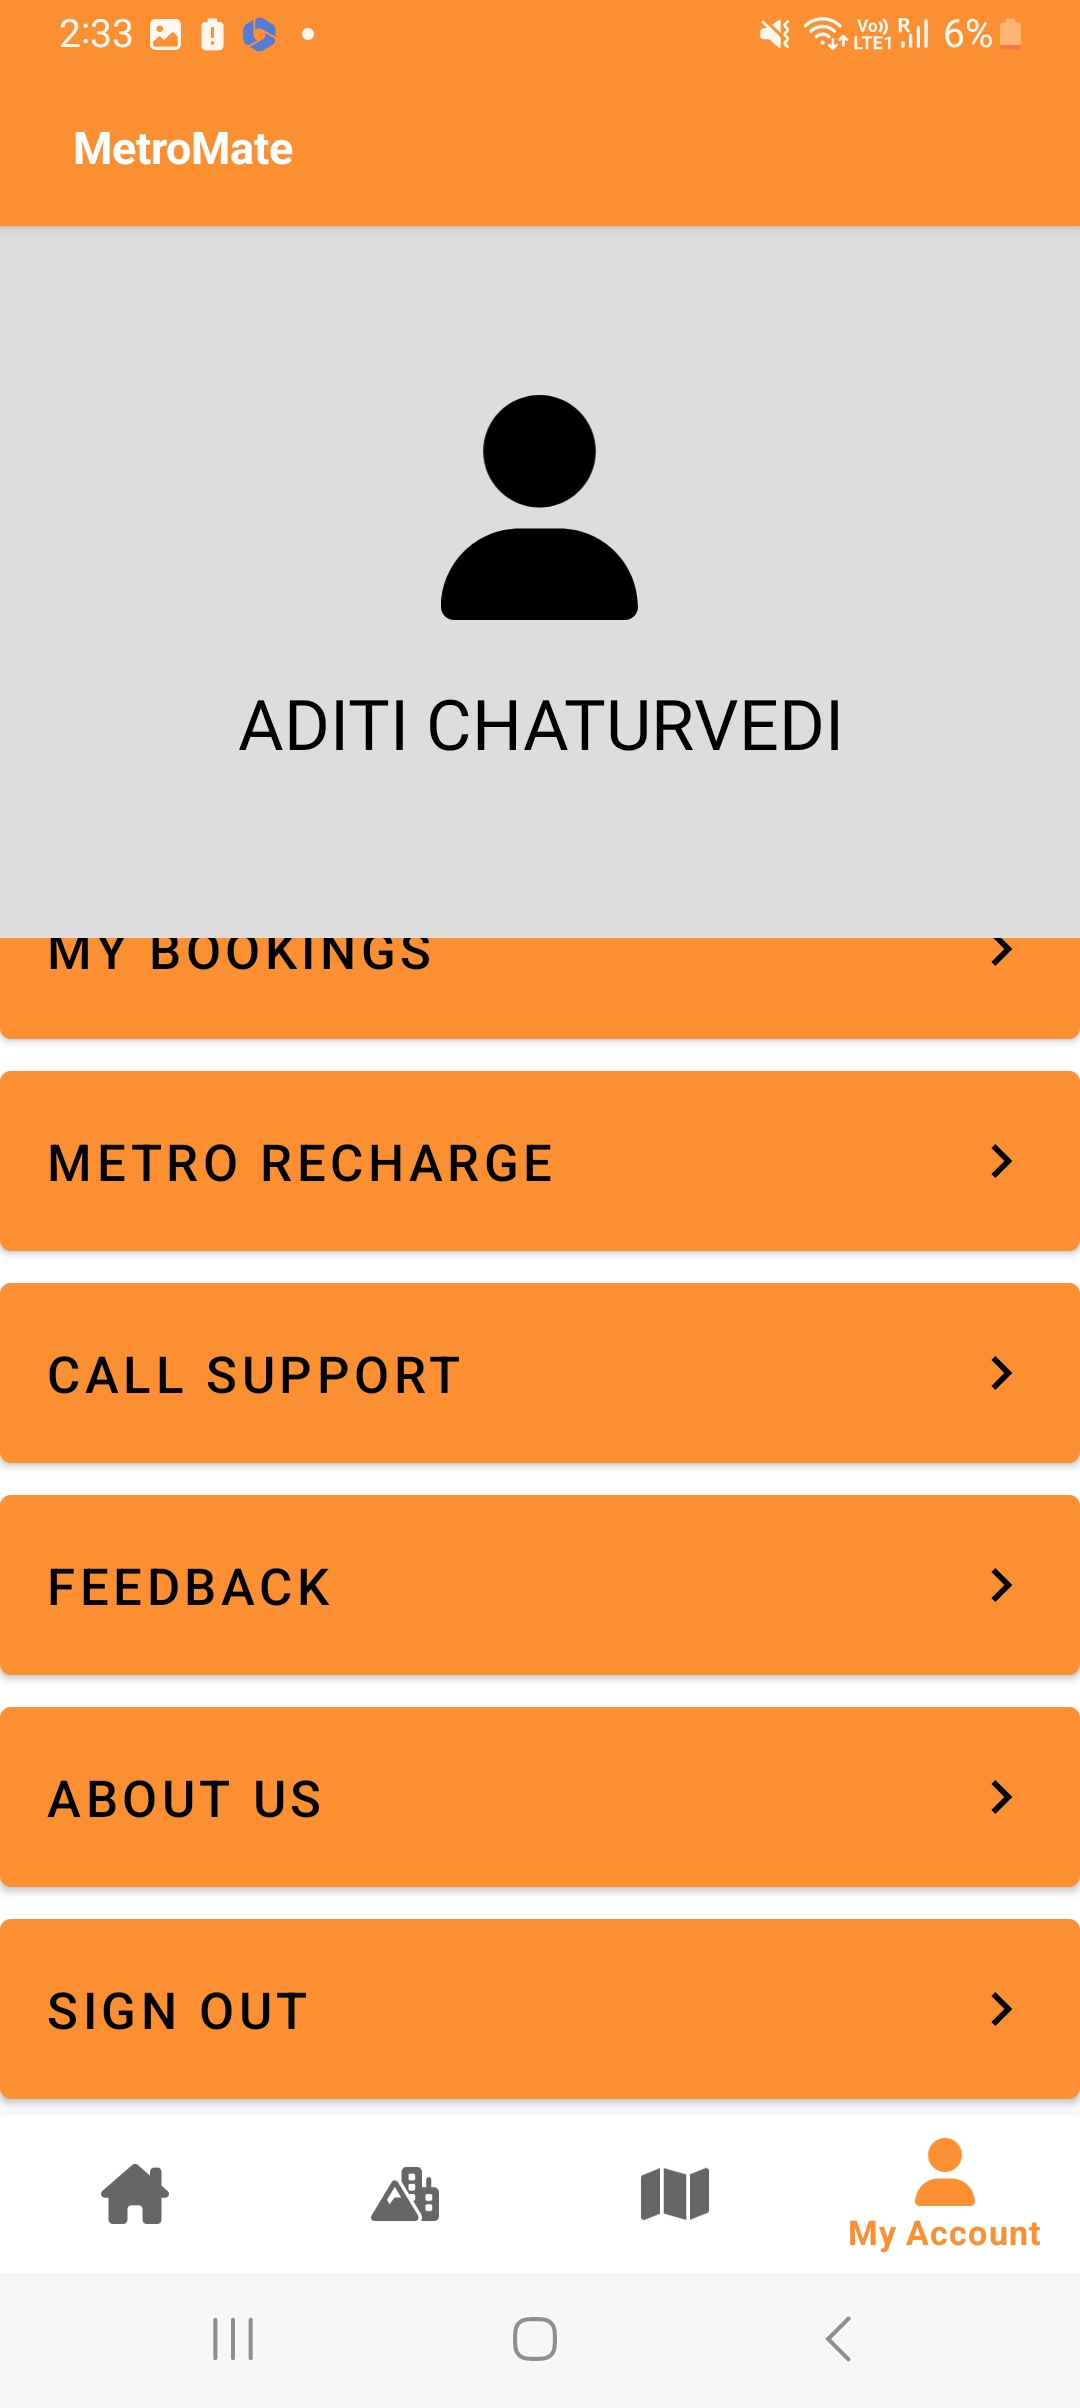 2:33
Vo)) LTE1 R 6%
MetroMate
ADITI CHATURVEDI
MY BOOKINGS
METRO RECHARGE
CALL SUPPORT
FEEDBACK
ABOUT US
SIGN OUT
My Account